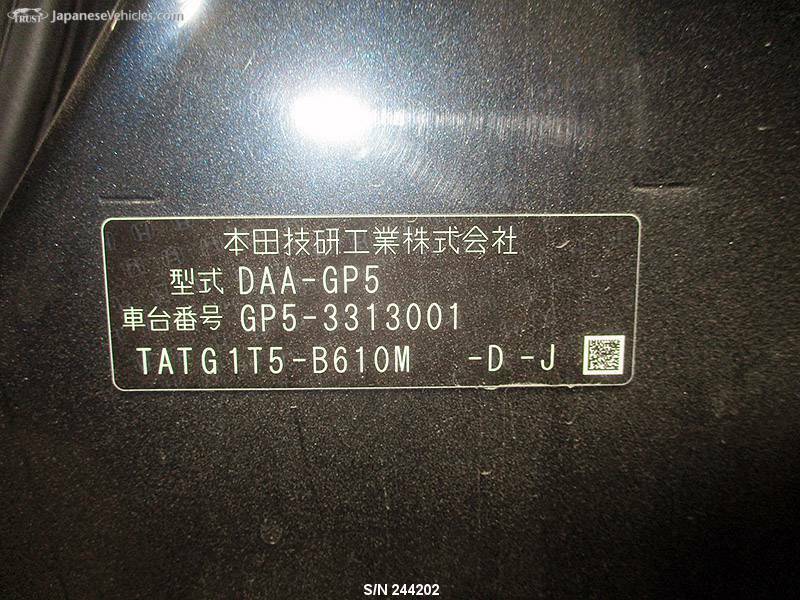 TRUST JapaneseVehicles.com
本田技研工業株式会社
型式 DAA-GP5
車台番号 GP5-3313001
TATG1T5-B610M -D-J
S/N 244202